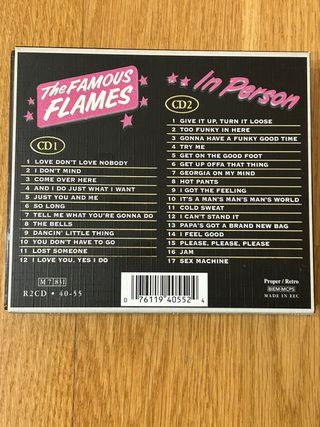 The FAMOUS
FLAMES
CD1
1 LOVE DON'T LOVE NOBODY
2 I DON'T MIND
3 COME OVER HERE
4 AND I DO JUST WHAT I WANT
5 JUST YOU AND ME
6 SO LONG
7 TELL ME WHAT YOU'RE GONNA DO
8 THE BELLS
9 DANCIN' LITTLE THING
10 YOU DON'T HAVE TO GO
11 LOST SOMEONE
12 I LOVE YOU, YES I DO
In Person
CD2
1 GIVE IT UP, TURN IT LOOSE
2 TOO FUNKY IN HERE
3 GONNA HAVE A FUNKY GOOD TIME
4 TRY ME
5 GET ON THE GOOD FOOT
6 GET UP OFFA THAT THING
7 GEORGIA ON MY MIND
8 HOT PANTS
9 I GOT THE FEELING
10 IT'S A MAN'S MAN'S MAN'S WORLD
11 COLD SWEAT
12 I CAN'T STAND IT
13 PAPA'S GOT A BRAND NEW BAG
14 I FEEL GOOD
15 PLEASE, PLEASE, PLEASE
16 JAM
17 SEX MACHINE
M 7 831
R2CD • 40-55
0 76119 40552 4
Proper / Retro
BIEM/MCPS
MADE IN EEC